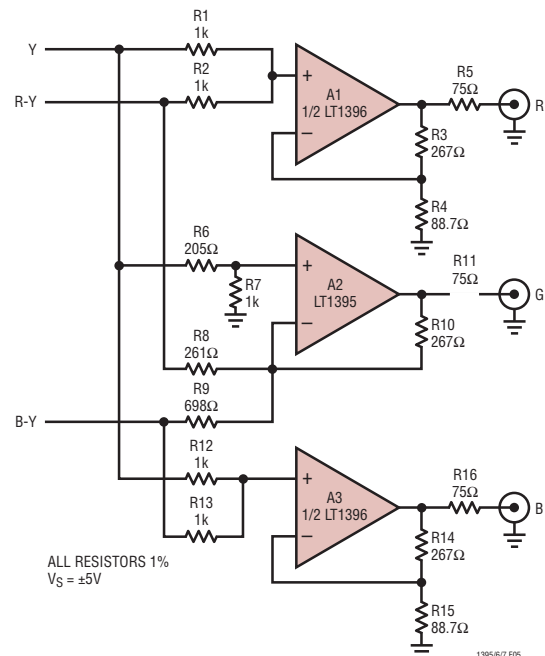 R1
1k
Y
R2
1k
R-Y
+
–
A1
1/2 LT1396
R5
75Ω
R
R3
267Ω
R4
88.7Ω
R6
205Ω
R7
1k
+
–
A2
LT1395
R11
75Ω
G
R10
267Ω
R8
261Ω
R9
698Ω
B-Y
R12
1k
R13
1k
+
–
A3
1/2 LT1396
R16
75Ω
B
R14
267Ω
R15
88.7Ω
ALL RESISTORS 1%
VS = ±5V
1395/6/7 F05